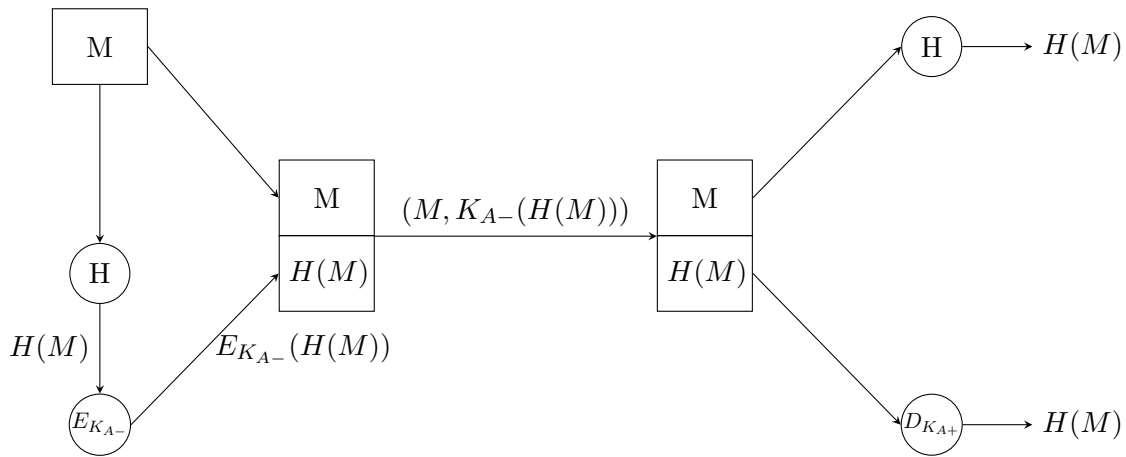 M
H
H(M)
E_{K_{A-}}
M
H(M)
E_{K_{A-}}(H(M))
(M, K_{A-}(H(M)))
M
H(M)
H
H(M)
D_{K_{A+}}
H(M)